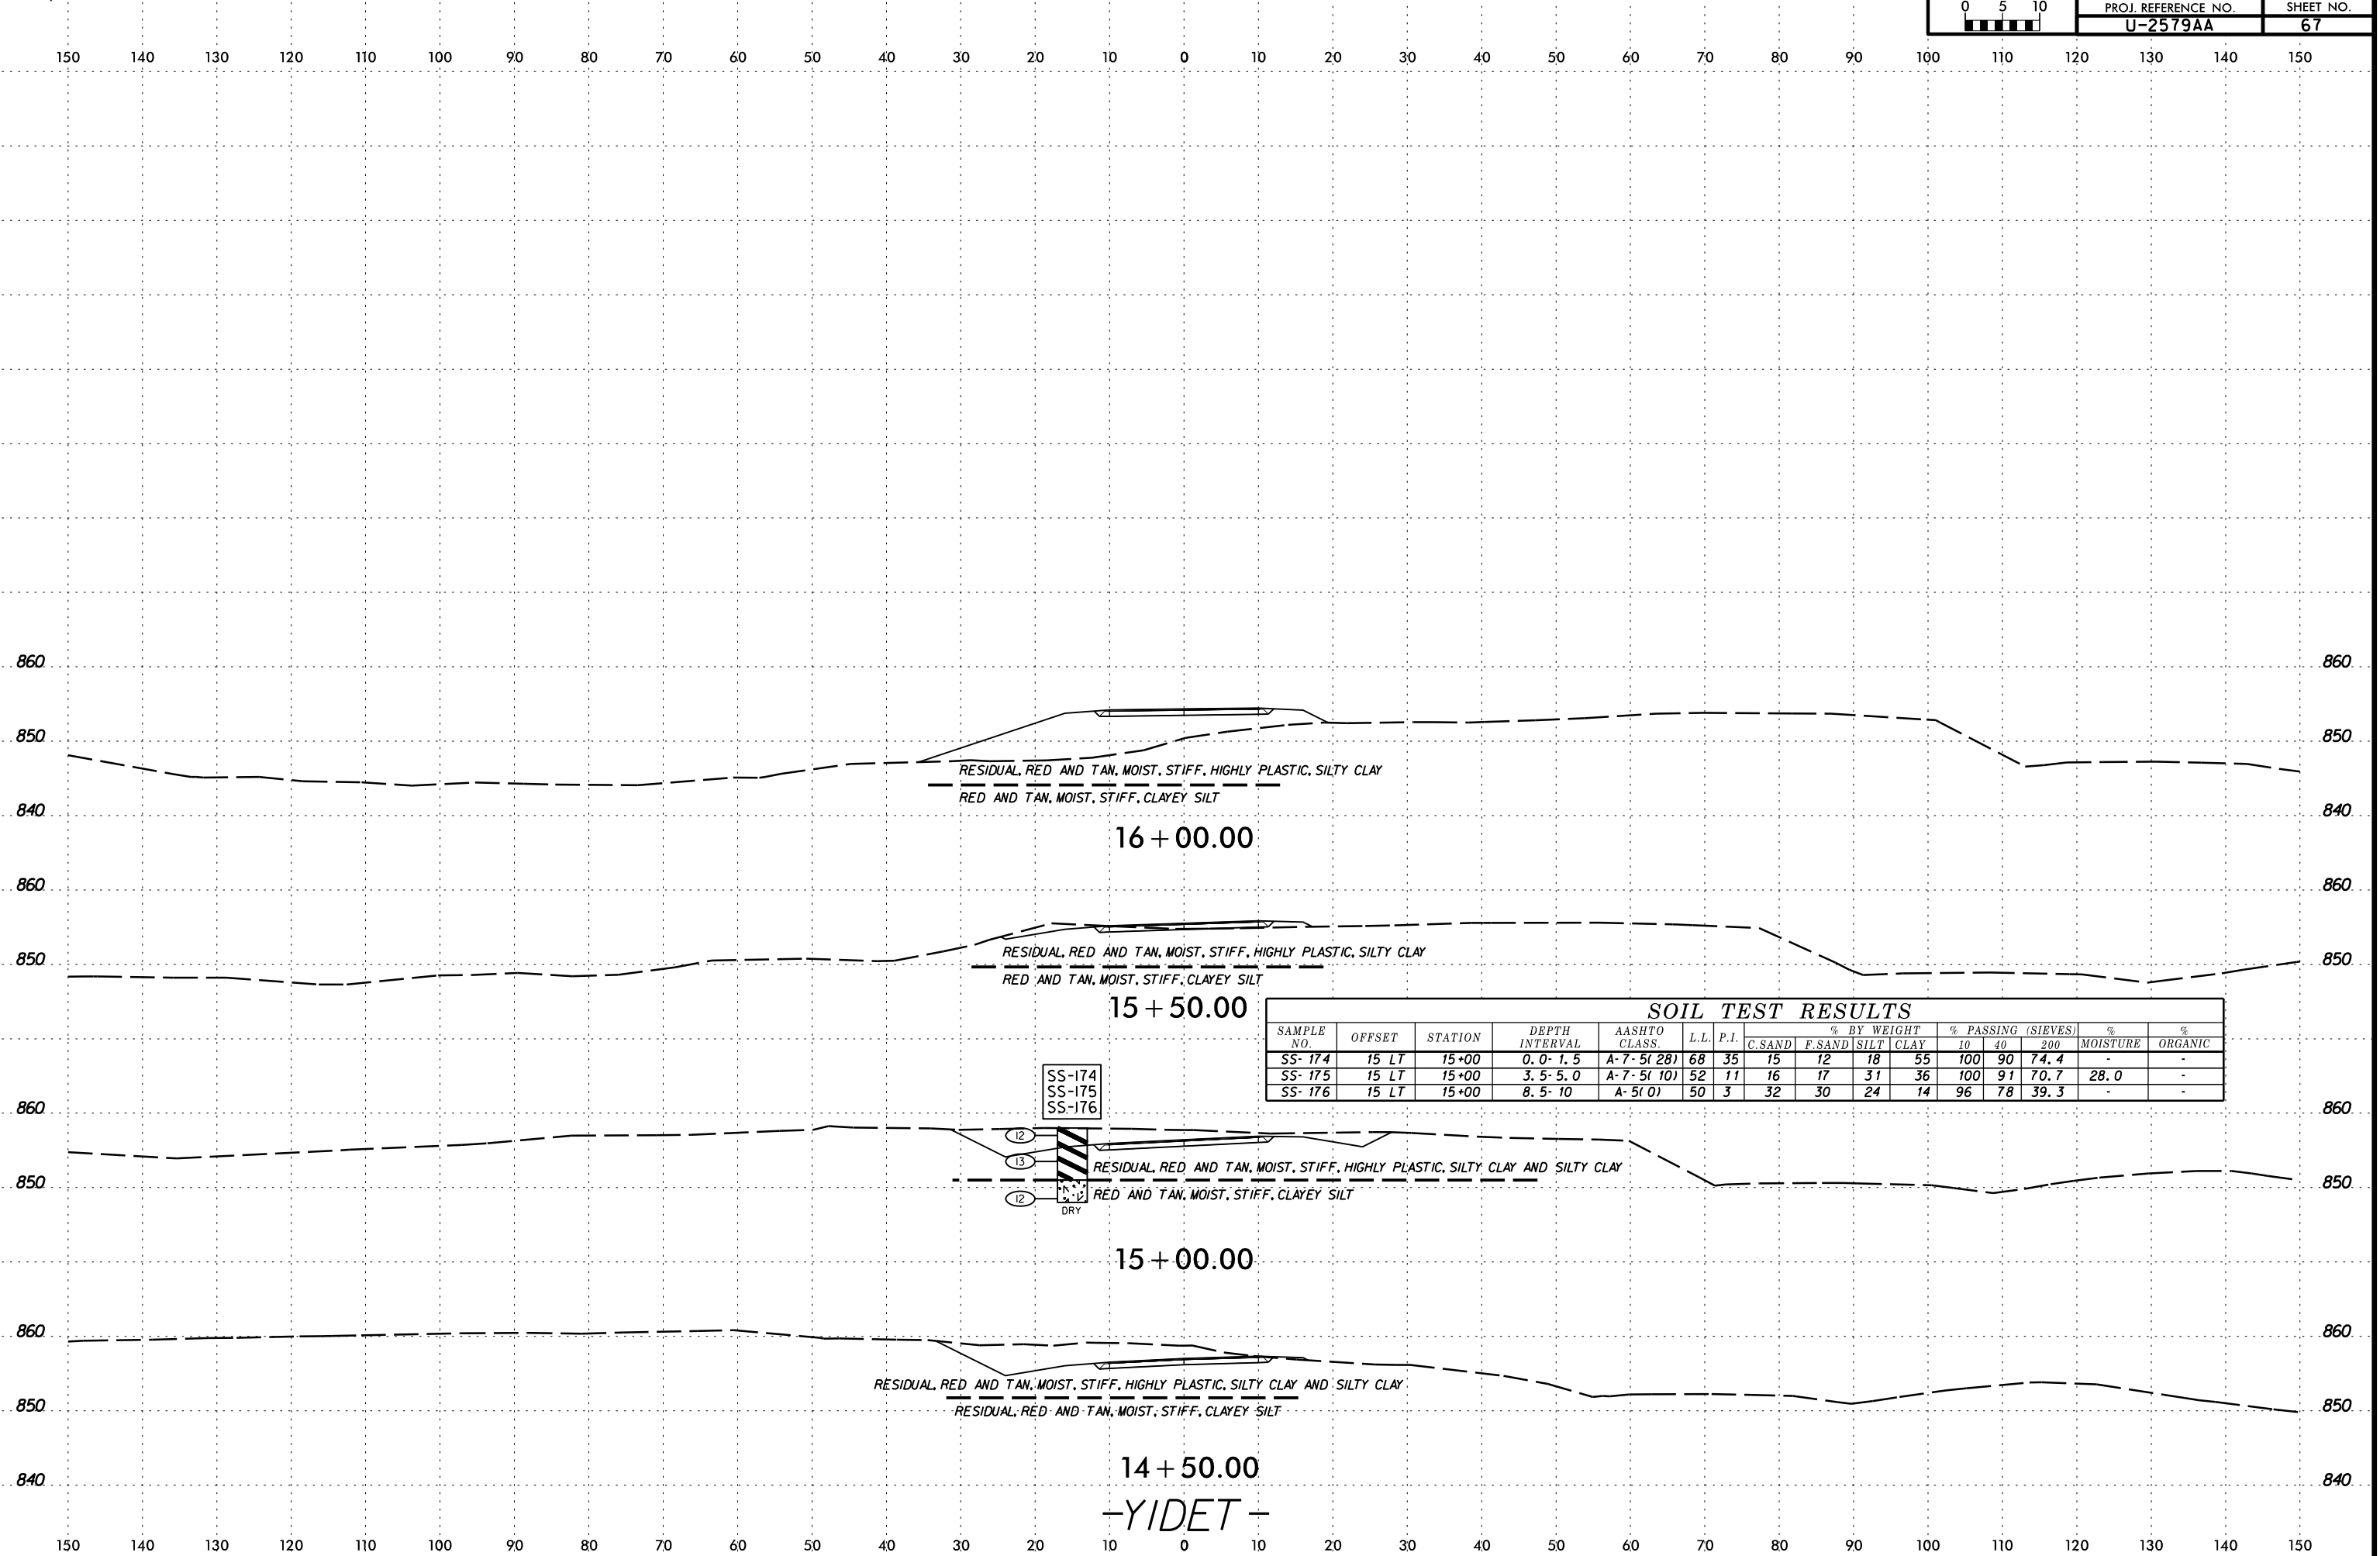 0 5 10 PROJ. REFERENCE NO. SHEET NO.
U-2579AA 67
150 140 130 120 110 100 90 80 70 60 50 40 30 20 10 0 10 20 30 40 50 60 70 80 90 100 110 120 130 140 150
860 860
850 850
RESIDUAL, RED AND TAN, MOIST, STIFF, HIGHLY PLASTIC, SILTY CLAY
RED AND TAN, MOIST, STIFF, CLAYEY SILT
840 840
16+00.00
860 860
RESIDUAL, RED AND TAN, MOIST, STIFF, HIGHLY PLASTIC, SILTY CLAY
850 850
RED AND TAN, MOIST, STIFF, CLAYEY SILT
15+50.00
SOIL TEST RESULTS
SAMPLE NO. OFFSET STATION DEPTH INTERVAL AASHTO CLASS. L.L. P.I. % BY WEIGHT % PASSING (SIEVES) % MOISTURE % ORGANIC
C.SAND F.SAND SILT CLAY 10 40 200
SS-174 15 LT 15+00 0.0-1.5 A-7-5(28) 68 35 15 12 18 55 100 90 74.4 - -
SS-175 15 LT 15+00 3.5-5.0 A-7-5(10) 52 11 16 17 31 36 100 91 70.7 28.0 -
SS-176 15 LT 15+00 8.5-10 A-5(0) 50 3 32 30 24 14 96 78 39.3 - -
SS-174
SS-175
SS-176
860 860
12
13
RESIDUAL, RED AND TAN, MOIST, STIFF, HIGHLY PLASTIC, SILTY CLAY AND SILTY CLAY
850 850
12
RED AND TAN, MOIST, STIFF, CLAYEY SILT
DRY
15+00.00
860 860
RESIDUAL, RED AND TAN, MOIST, STIFF, HIGHLY PLASTIC, SILTY CLAY AND SILTY CLAY
850 850
RESIDUAL, RED AND TAN, MOIST, STIFF, CLAYEY SILT
14+50.00
840 840
-Y1DET-
150 140 130 120 110 100 90 80 70 60 50 40 30 20 10 0 10 20 30 40 50 60 70 80 90 100 110 120 130 140 150